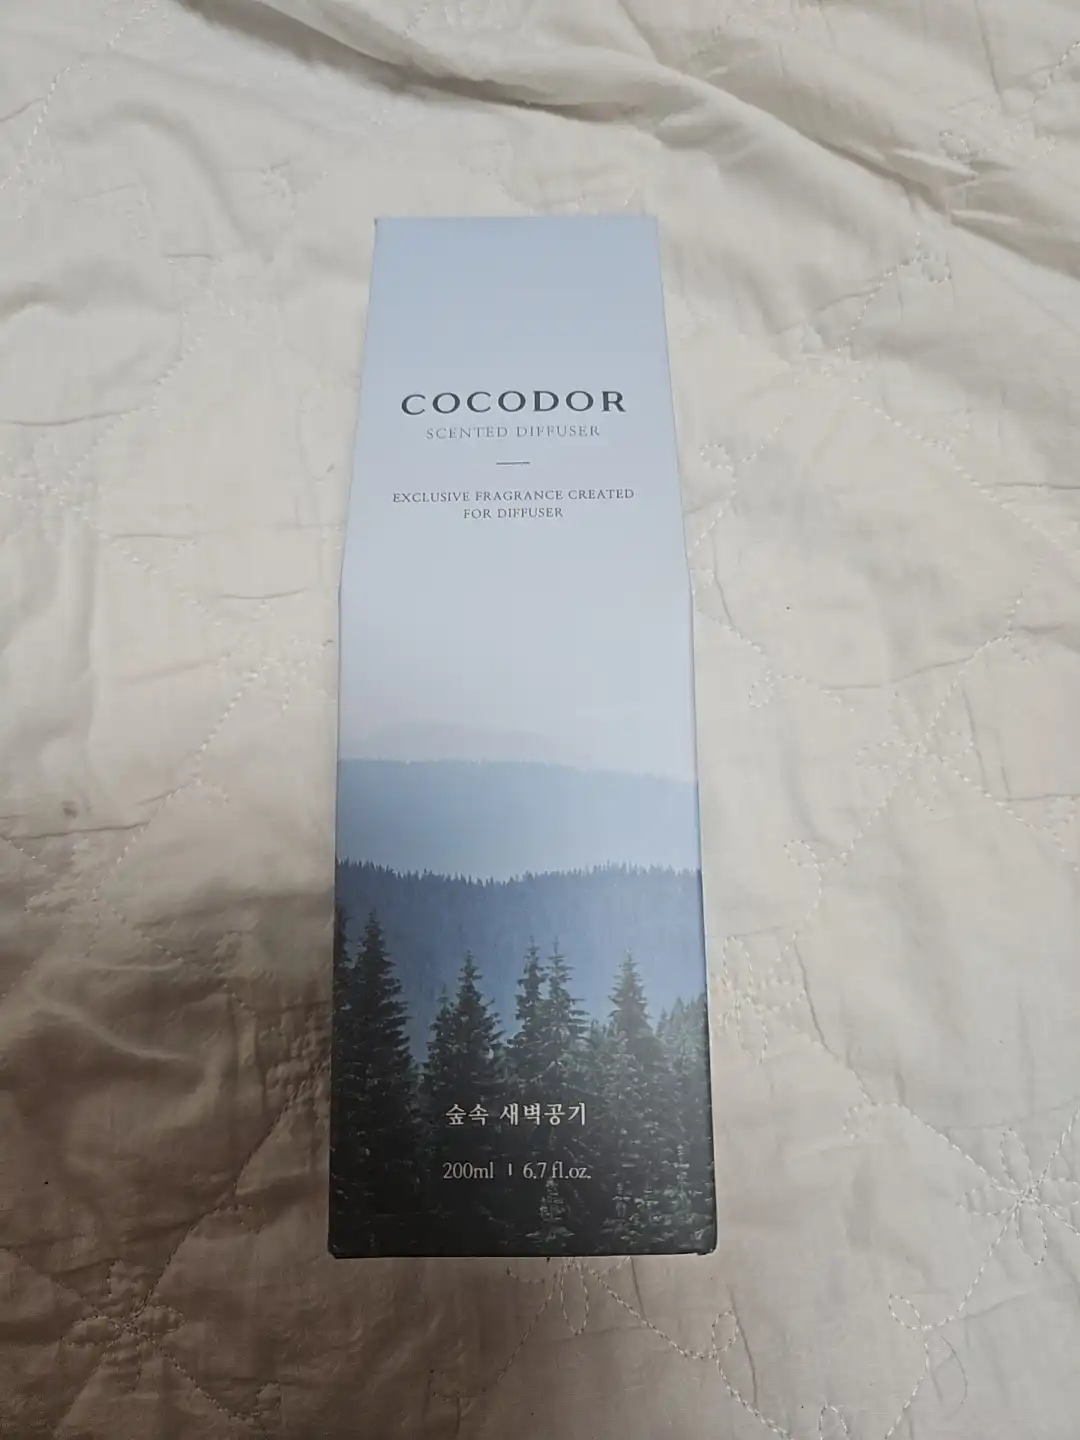 COCODOR
SCENTED DIFFUSER
EXCLUSIVE FRAGRANCE CREATED
FOR DIFFUSER
숲속 새벽공기
200ml | 6.7 fl.oz.